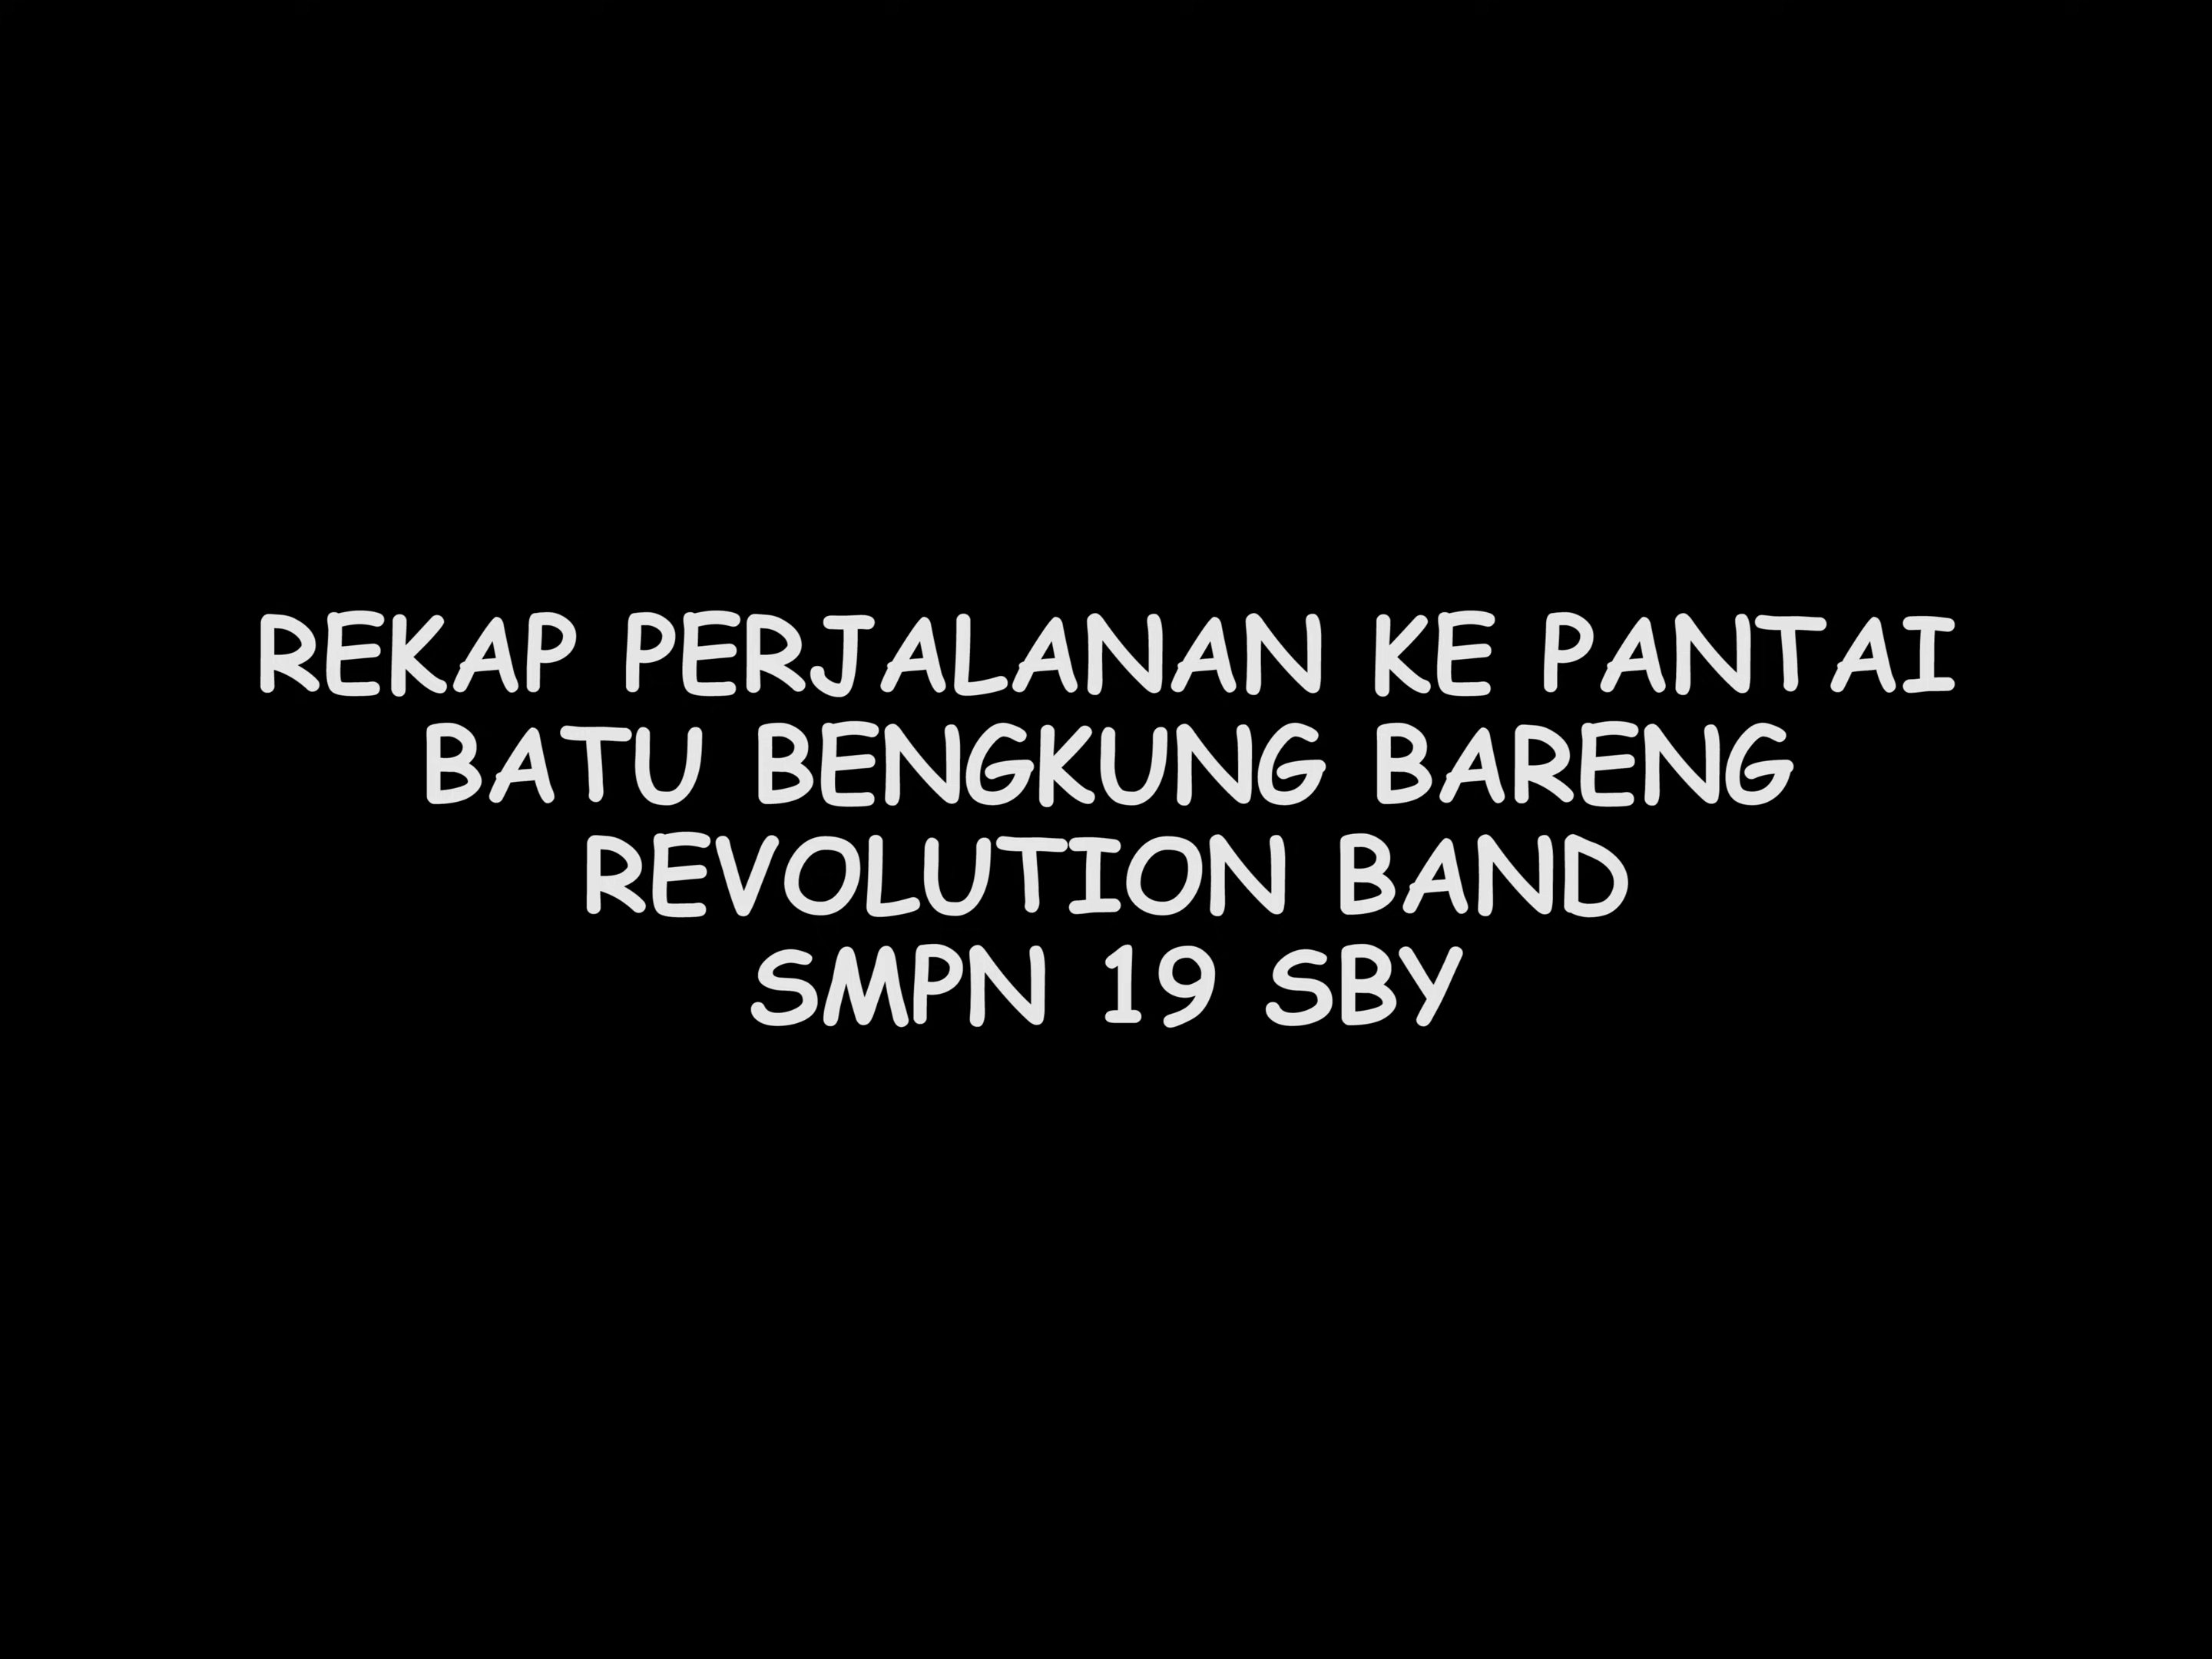 REKAP PERJALANAN KE PANTAI
BATU BENGKUNG BARENG
REVOLUTION BAND
SMPN 19 SBY